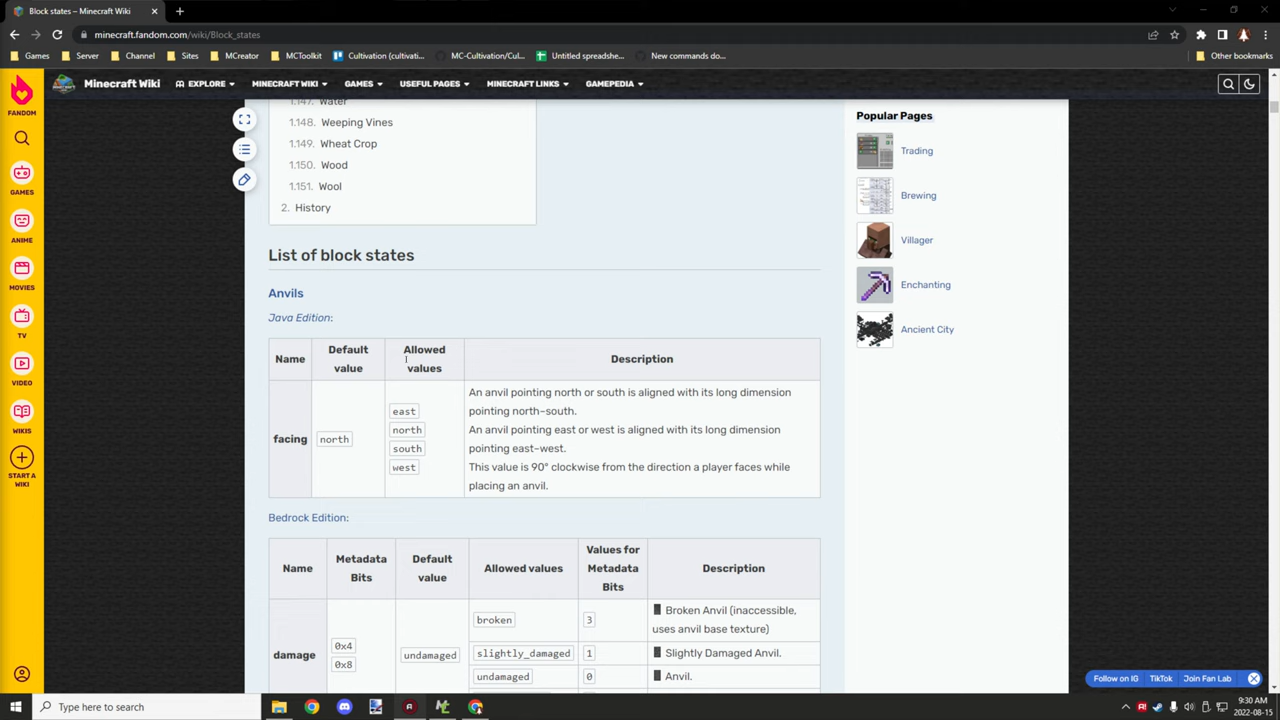 Block states – Minecraft Wiki
minecraft.fandom.com/wiki/Block_states
Games
Server
Channel
Sites
MCreator
MCToolkit
Cultivation (cultivati...
MC-Cultivation/Cul...
Untitled spreadshe...
New commands do...
Other bookmarks
FANDOM
GAMES
ANIME
MOVIES
TV
VIDEO
WIKIS
START A
WIKI
Minecraft Wiki
EXPLORE
MINECRAFT WIKI
GAMES
USEFUL PAGES
MINECRAFT LINKS
GAMEPEDIA
1.147. Water
1.148. Weeping Vines
1.149. Wheat Crop
1.150. Wood
1.151. Wool
2. History
List of block states
Anvils
Java Edition:
Name
Default
value
Allowed
values
Description
facing
north
east
north
south
west
An anvil pointing north or south is aligned with its long dimension
pointing north–south.
An anvil pointing east or west is aligned with its long dimension
pointing east–west.
This value is 90° clockwise from the direction a player faces while
placing an anvil.
Bedrock Edition:
Name
Metadata
Bits
Default
value
Allowed values
Values for
Metadata
Bits
Description
damage
0x4
0x8
undamaged
broken
3
Broken Anvil (inaccessible,
uses anvil base texture)
slightly_damaged
1
Slightly Damaged Anvil.
undamaged
0
Anvil.
Popular Pages
Trading
Brewing
Villager
Enchanting
Ancient City
Follow on IG
TikTok
Join Fan Lab
Type here to search
9:30 AM
2022-08-15